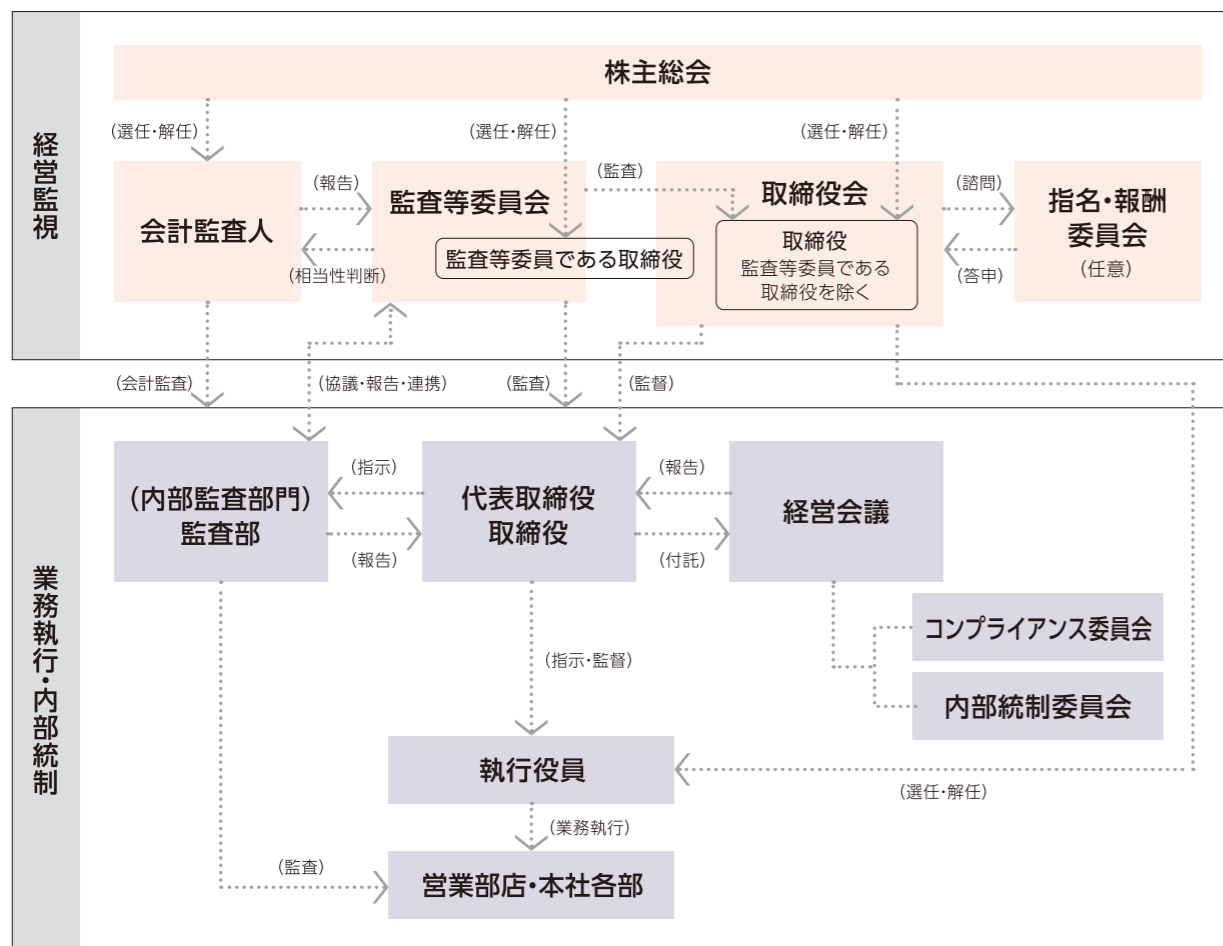 経営監視
株主総会
(選任・解任)
(選任・解任)
(選任・解任)
会計監査人
(報告)
(相当性判断)
監査等委員会
監査等委員である取締役
(監査)
取締役会
取締役
監査等委員である
取締役を除く
(諮問)
(答申)
指名・報酬
委員会
(任意)
(会計監査)
(協議・報告・連携)
(監査)
(監督)
業務執行・内部統制
(内部監査部門)
監査部
(指示)
(報告)
代表取締役
取締役
(報告)
(付託)
経営会議
コンプライアンス委員会
内部統制委員会
(指示・監督)
執行役員
(選任・解任)
(業務執行)
(監査)
営業部店・本社各部